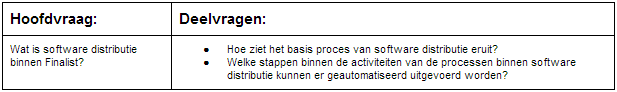 Hoofdvraag:
Deelvragen:
Wat is software distributie
binnen Finalist?
● Hoe ziet het basis proces van software distributie eruit?
● Welke stappen binnen de activiteiten van de processen binnen software
distributie kunnen er geautomatiseerd uitgevoerd worden?